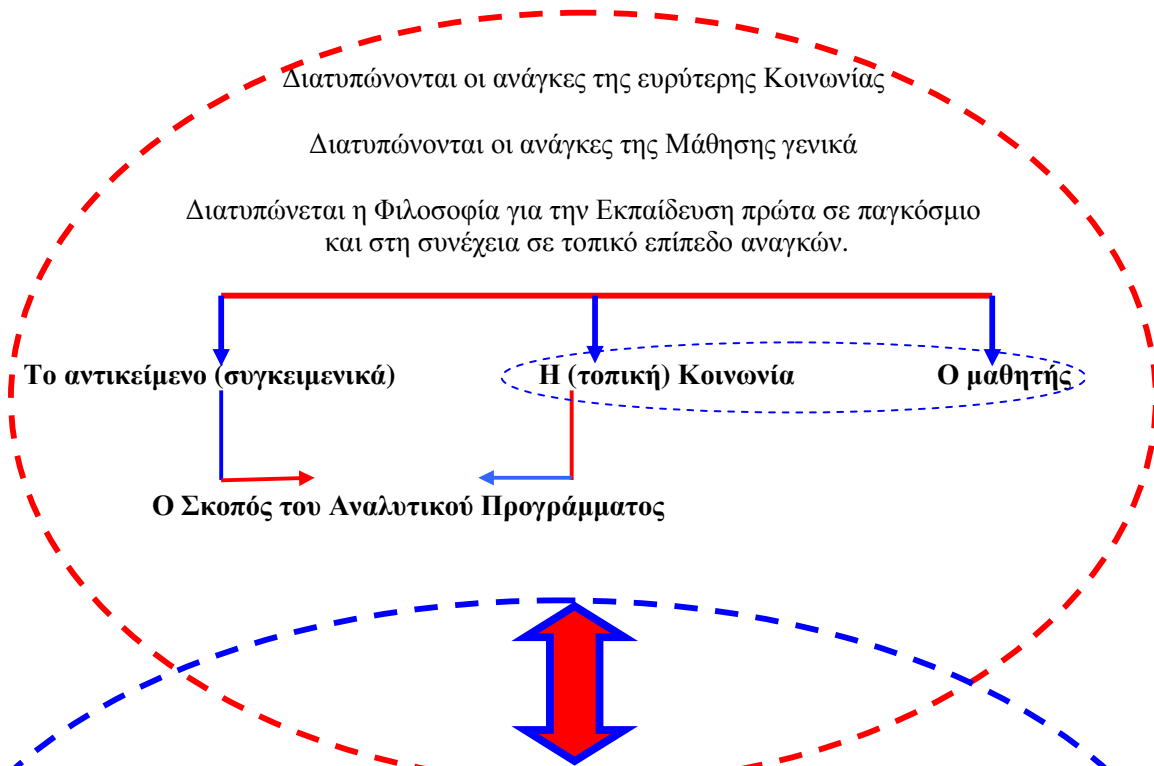 Διατυπώνονται οι ανάγκες της ευρύτερης Κοινωνίας
Διατυπώνονται οι ανάγκες της Μάθησης γενικά
Διατυπώνεται η Φιλοσοφία για την Εκπαίδευση πρώτα σε παγκόσμιο
και στη συνέχεια σε τοπικό επίπεδο αναγκών.
Το αντικείμενο (συγκειμενικά)
Η (τοπική) Κοινωνία
Ο μαθητής
Ο Σκοπός του Αναλυτικού Προγράμματος